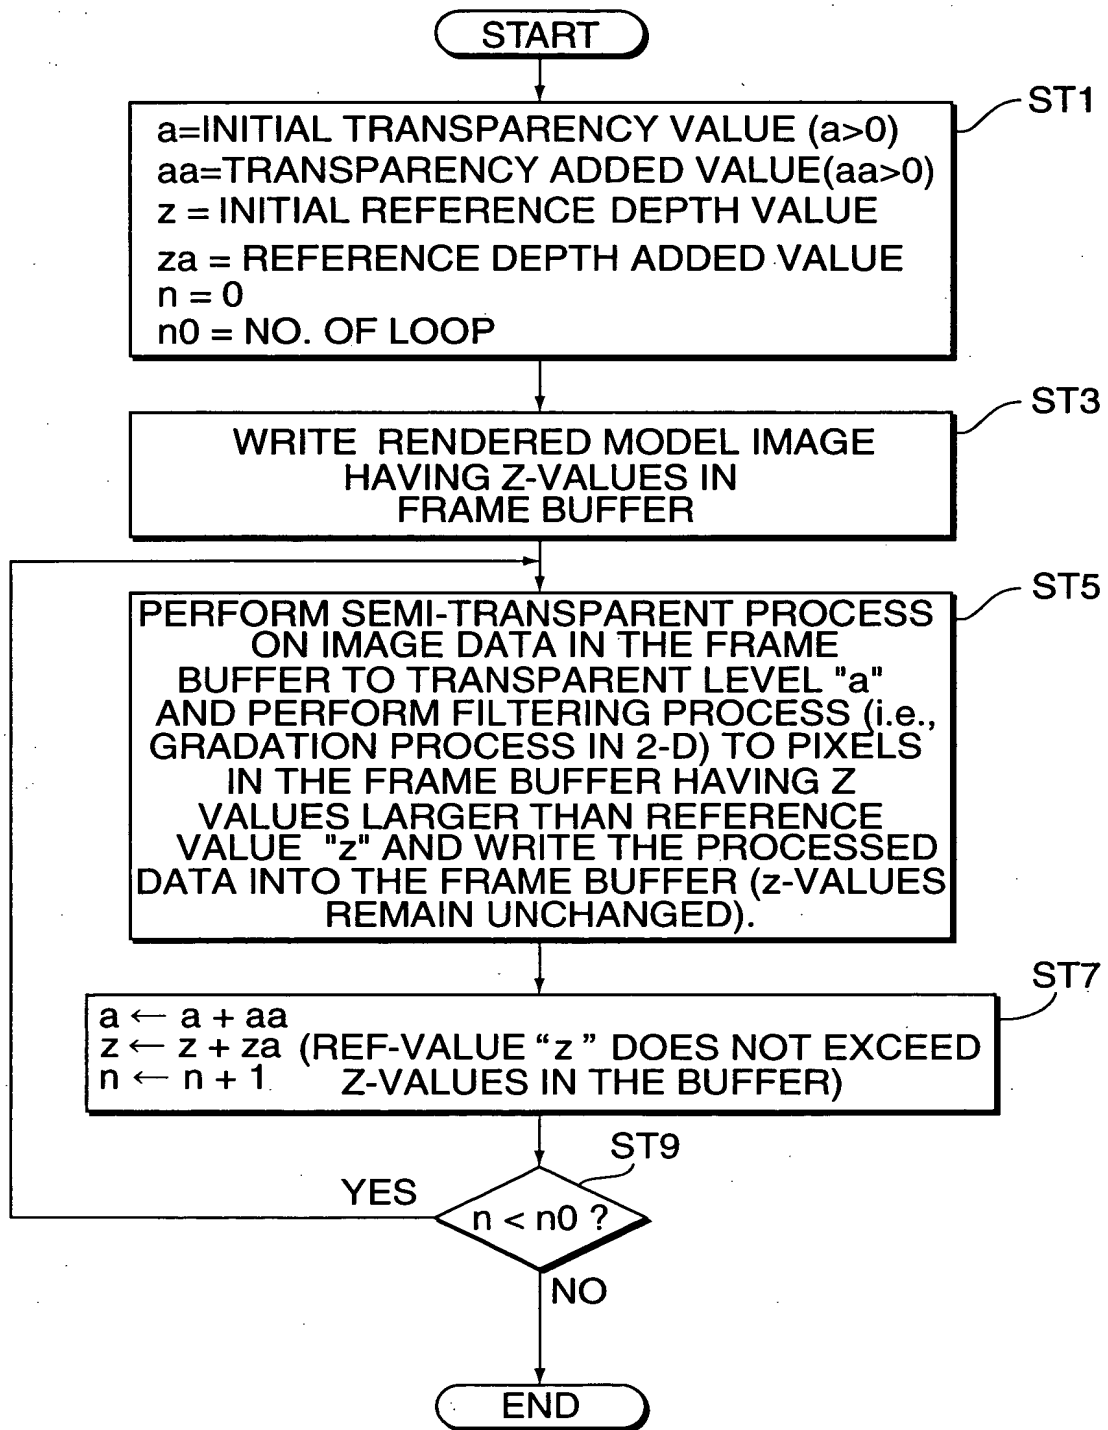 START
ST1
a=INITIAL TRANSPARENCY VALUE (a>0)
aa=TRANSPARENCY ADDED VALUE(aa>0)
z = INITIAL REFERENCE DEPTH VALUE
za = REFERENCE DEPTH ADDED VALUE
n = 0
n0 = NO. OF LOOP
ST3
WRITE RENDERED MODEL IMAGE
HAVING Z-VALUES IN
FRAME BUFFER
ST5
PERFORM SEMI-TRANSPARENT PROCESS
ON IMAGE DATA IN THE FRAME
BUFFER TO TRANSPARENT LEVEL "a"
AND PERFORM FILTERING PROCESS (i.e.,
GRADATION PROCESS IN 2-D) TO PIXELS
IN THE FRAME BUFFER HAVING Z
VALUES LARGER THAN REFERENCE
VALUE "z" AND WRITE THE PROCESSED
DATA INTO THE FRAME BUFFER (z-VALUES
REMAIN UNCHANGED).
ST7
a ← a + aa
z ← z + za (REF-VALUE “z” DOES NOT EXCEED
n ← n + 1 Z-VALUES IN THE BUFFER)
ST9
YES
n < n0 ?
NO
END